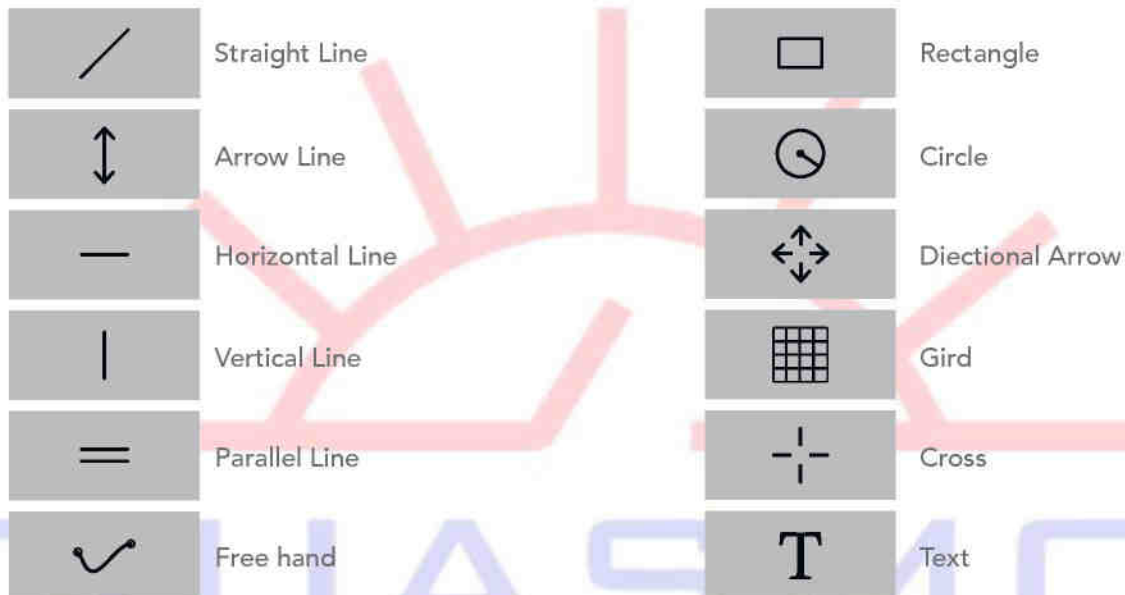 Straight Line
Arrow Line
Horizontal Line
Vertical Line
Parallel Line
Free hand
Rectangle
Circle
Diectional Arrow
Gird
Cross
T Text